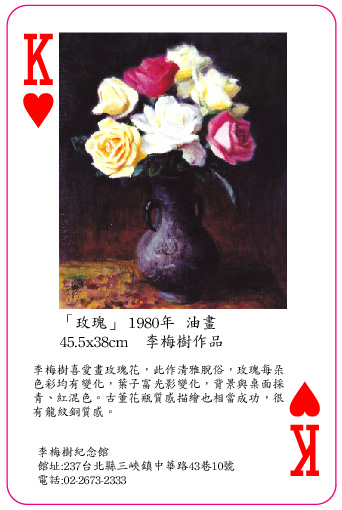 K
「玫瑰」 1980年 油畫
45.5x38cm 李梅樹作品
李梅樹喜愛畫玫瑰花，此作清雅脫俗，玫瑰每朵
色彩均有變化，葉子富光影變化，背景與桌面採
青、紅混色。古董花瓶質感描繪也相當成功，很
有龍紋銅質感。
李梅樹紀念館
館址:237台北縣三峽鎮中華路43巷10號
電話:02-2673-2333
K